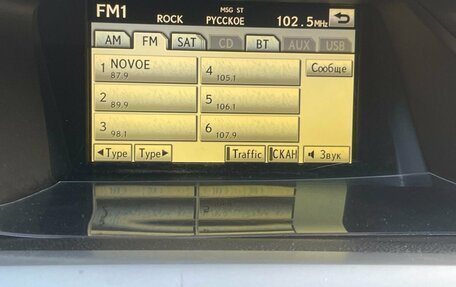 FM1 ROCK MSG ST РУССКОЕ 102.5MHz
AM FM SAT CD BT AUX USB
1 NOVOE 87.9
4 105.1
Сообще
2 89.9
5 106.1
3 98.1
6 107.9
◄Type Type► Traffic СКАН Звук